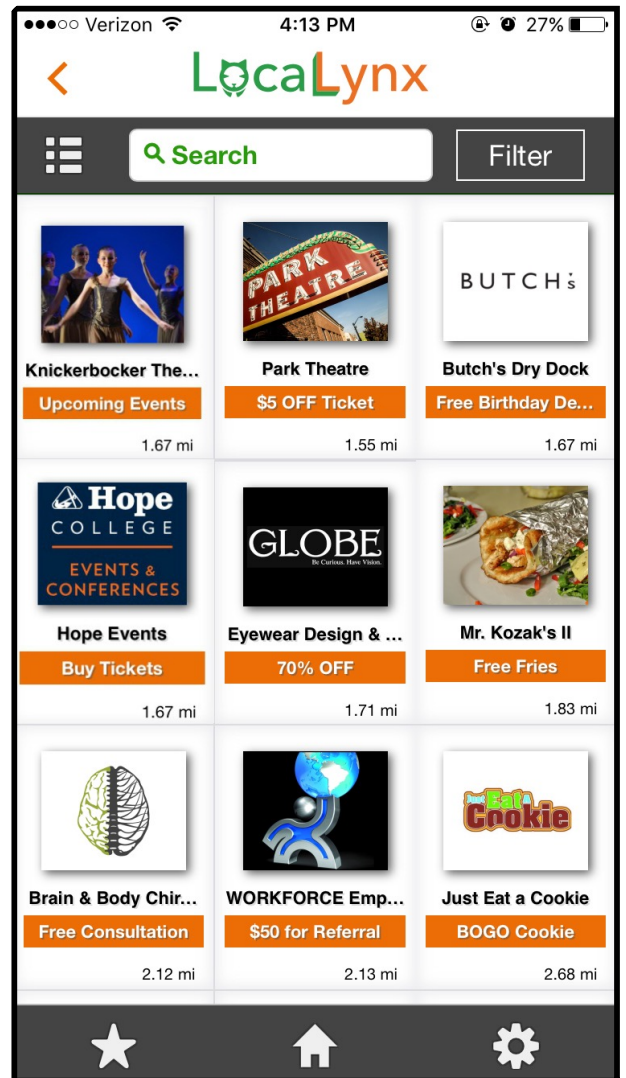 Verizon 4:13 PM 27%
LocaLynx
Search Filter
PARK
THEATRE
BUTCH's
Knickerbocker The... Park Theatre Butch's Dry Dock
Upcoming Events $5 OFF Ticket Free Birthday De...
1.67 mi 1.55 mi 1.67 mi
Hope
COLLEGE
EVENTS &
CONFERENCES
GLOBE
Be Curious. Have Vision.
Hope Events Eyewear Design & ... Mr. Kozak's II
Buy Tickets 70% OFF Free Fries
1.67 mi 1.71 mi 1.83 mi
Just Eat A
Cookie
Brain & Body Chir... WORKFORCE Emp... Just Eat a Cookie
Free Consultation $50 for Referral BOGO Cookie
2.12 mi 2.13 mi 2.68 mi